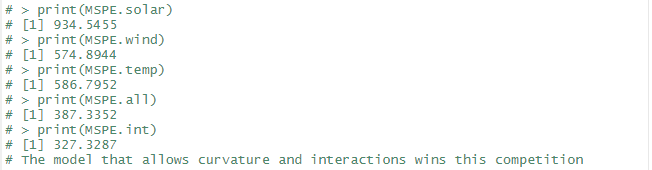 # > print(MSPE.solar)
# [1] 934.5455
# > print(MSPE.wind)
# [1] 574.8944
# > print(MSPE.temp)
# [1] 586.7952
# > print(MSPE.all)
# [1] 387.3352
# > print(MSPE.int)
# [1] 327.3287
# The model that allows curvature and interactions wins this competition